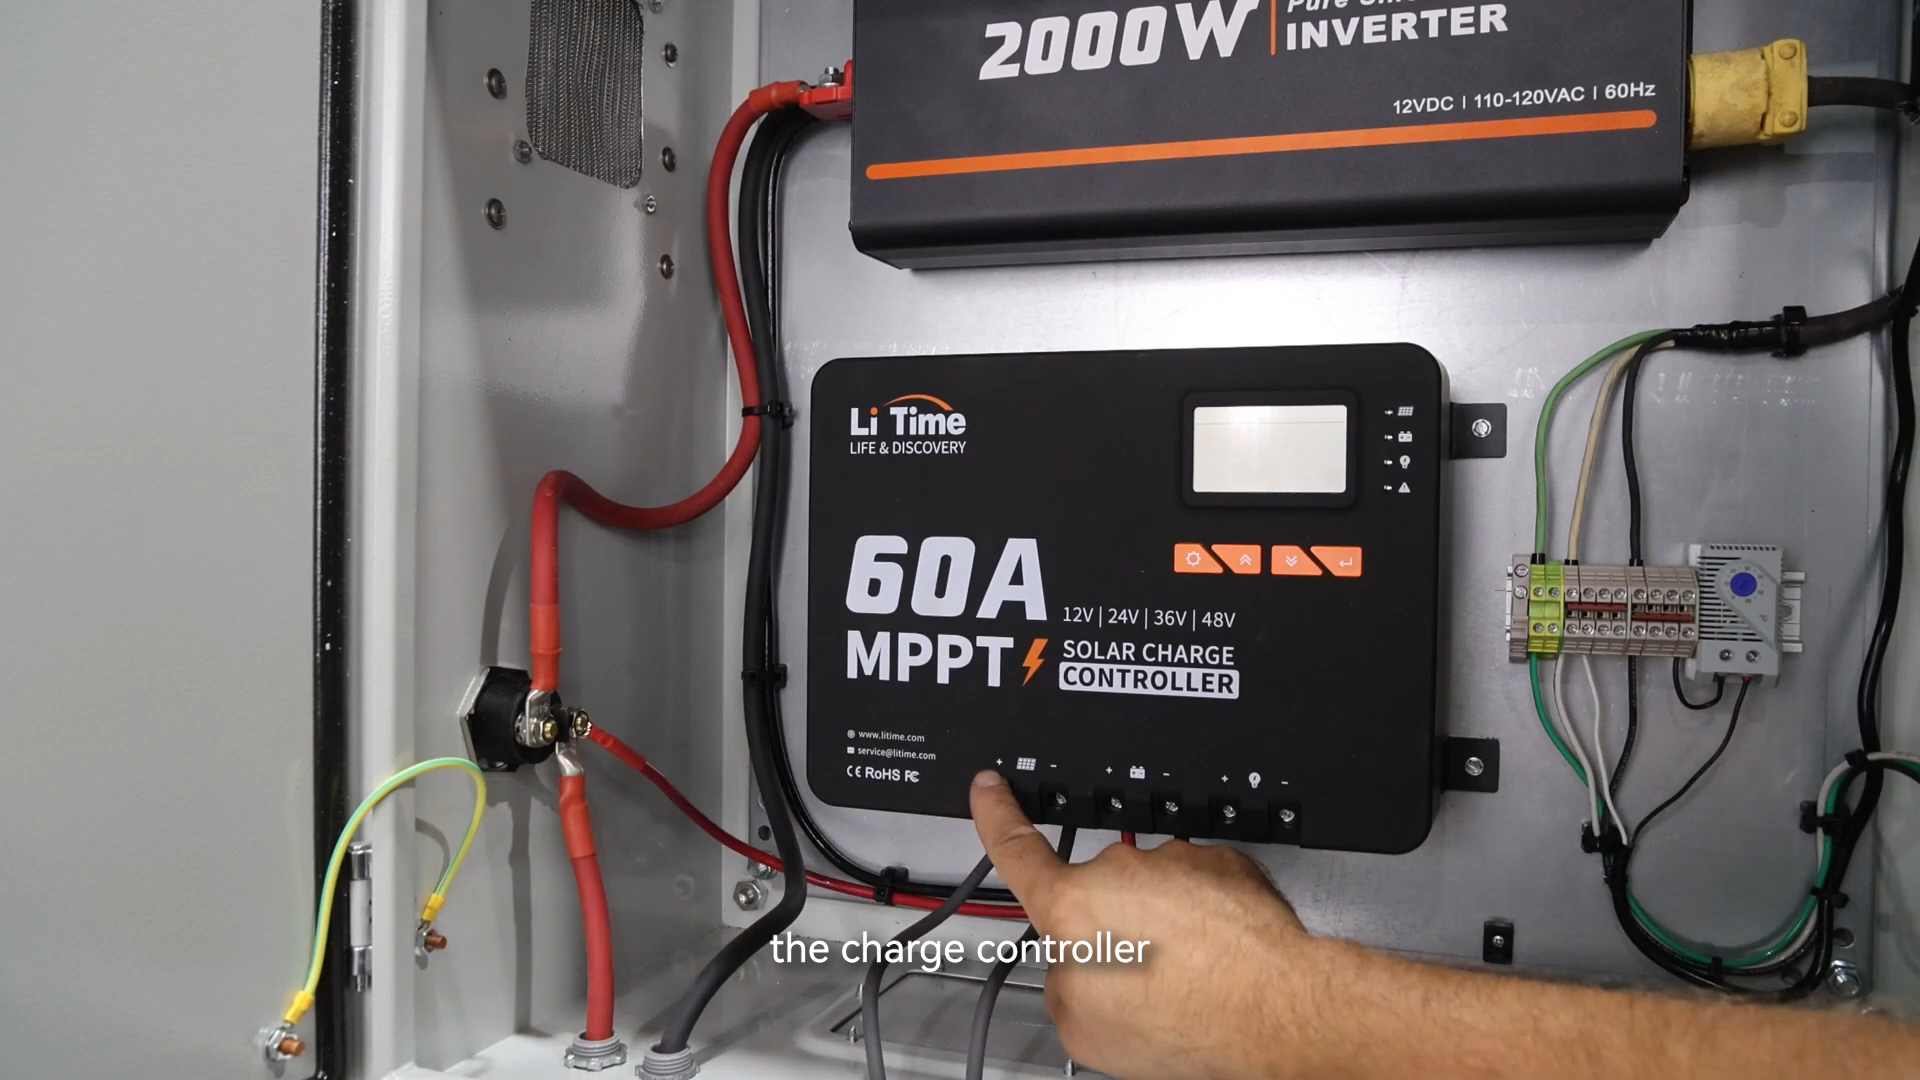 2000W
Pure
INVERTER
12VDC | 110-120VAC | 60Hz
Li Time
LIFE & DISCOVERY
60A
12V | 24V | 36V | 48V
MPPT
SOLAR CHARGE
CONTROLLER
www.litime.com
service@litime.com
CE RoHS FC
+ -
+ -
+ -
the charge controller